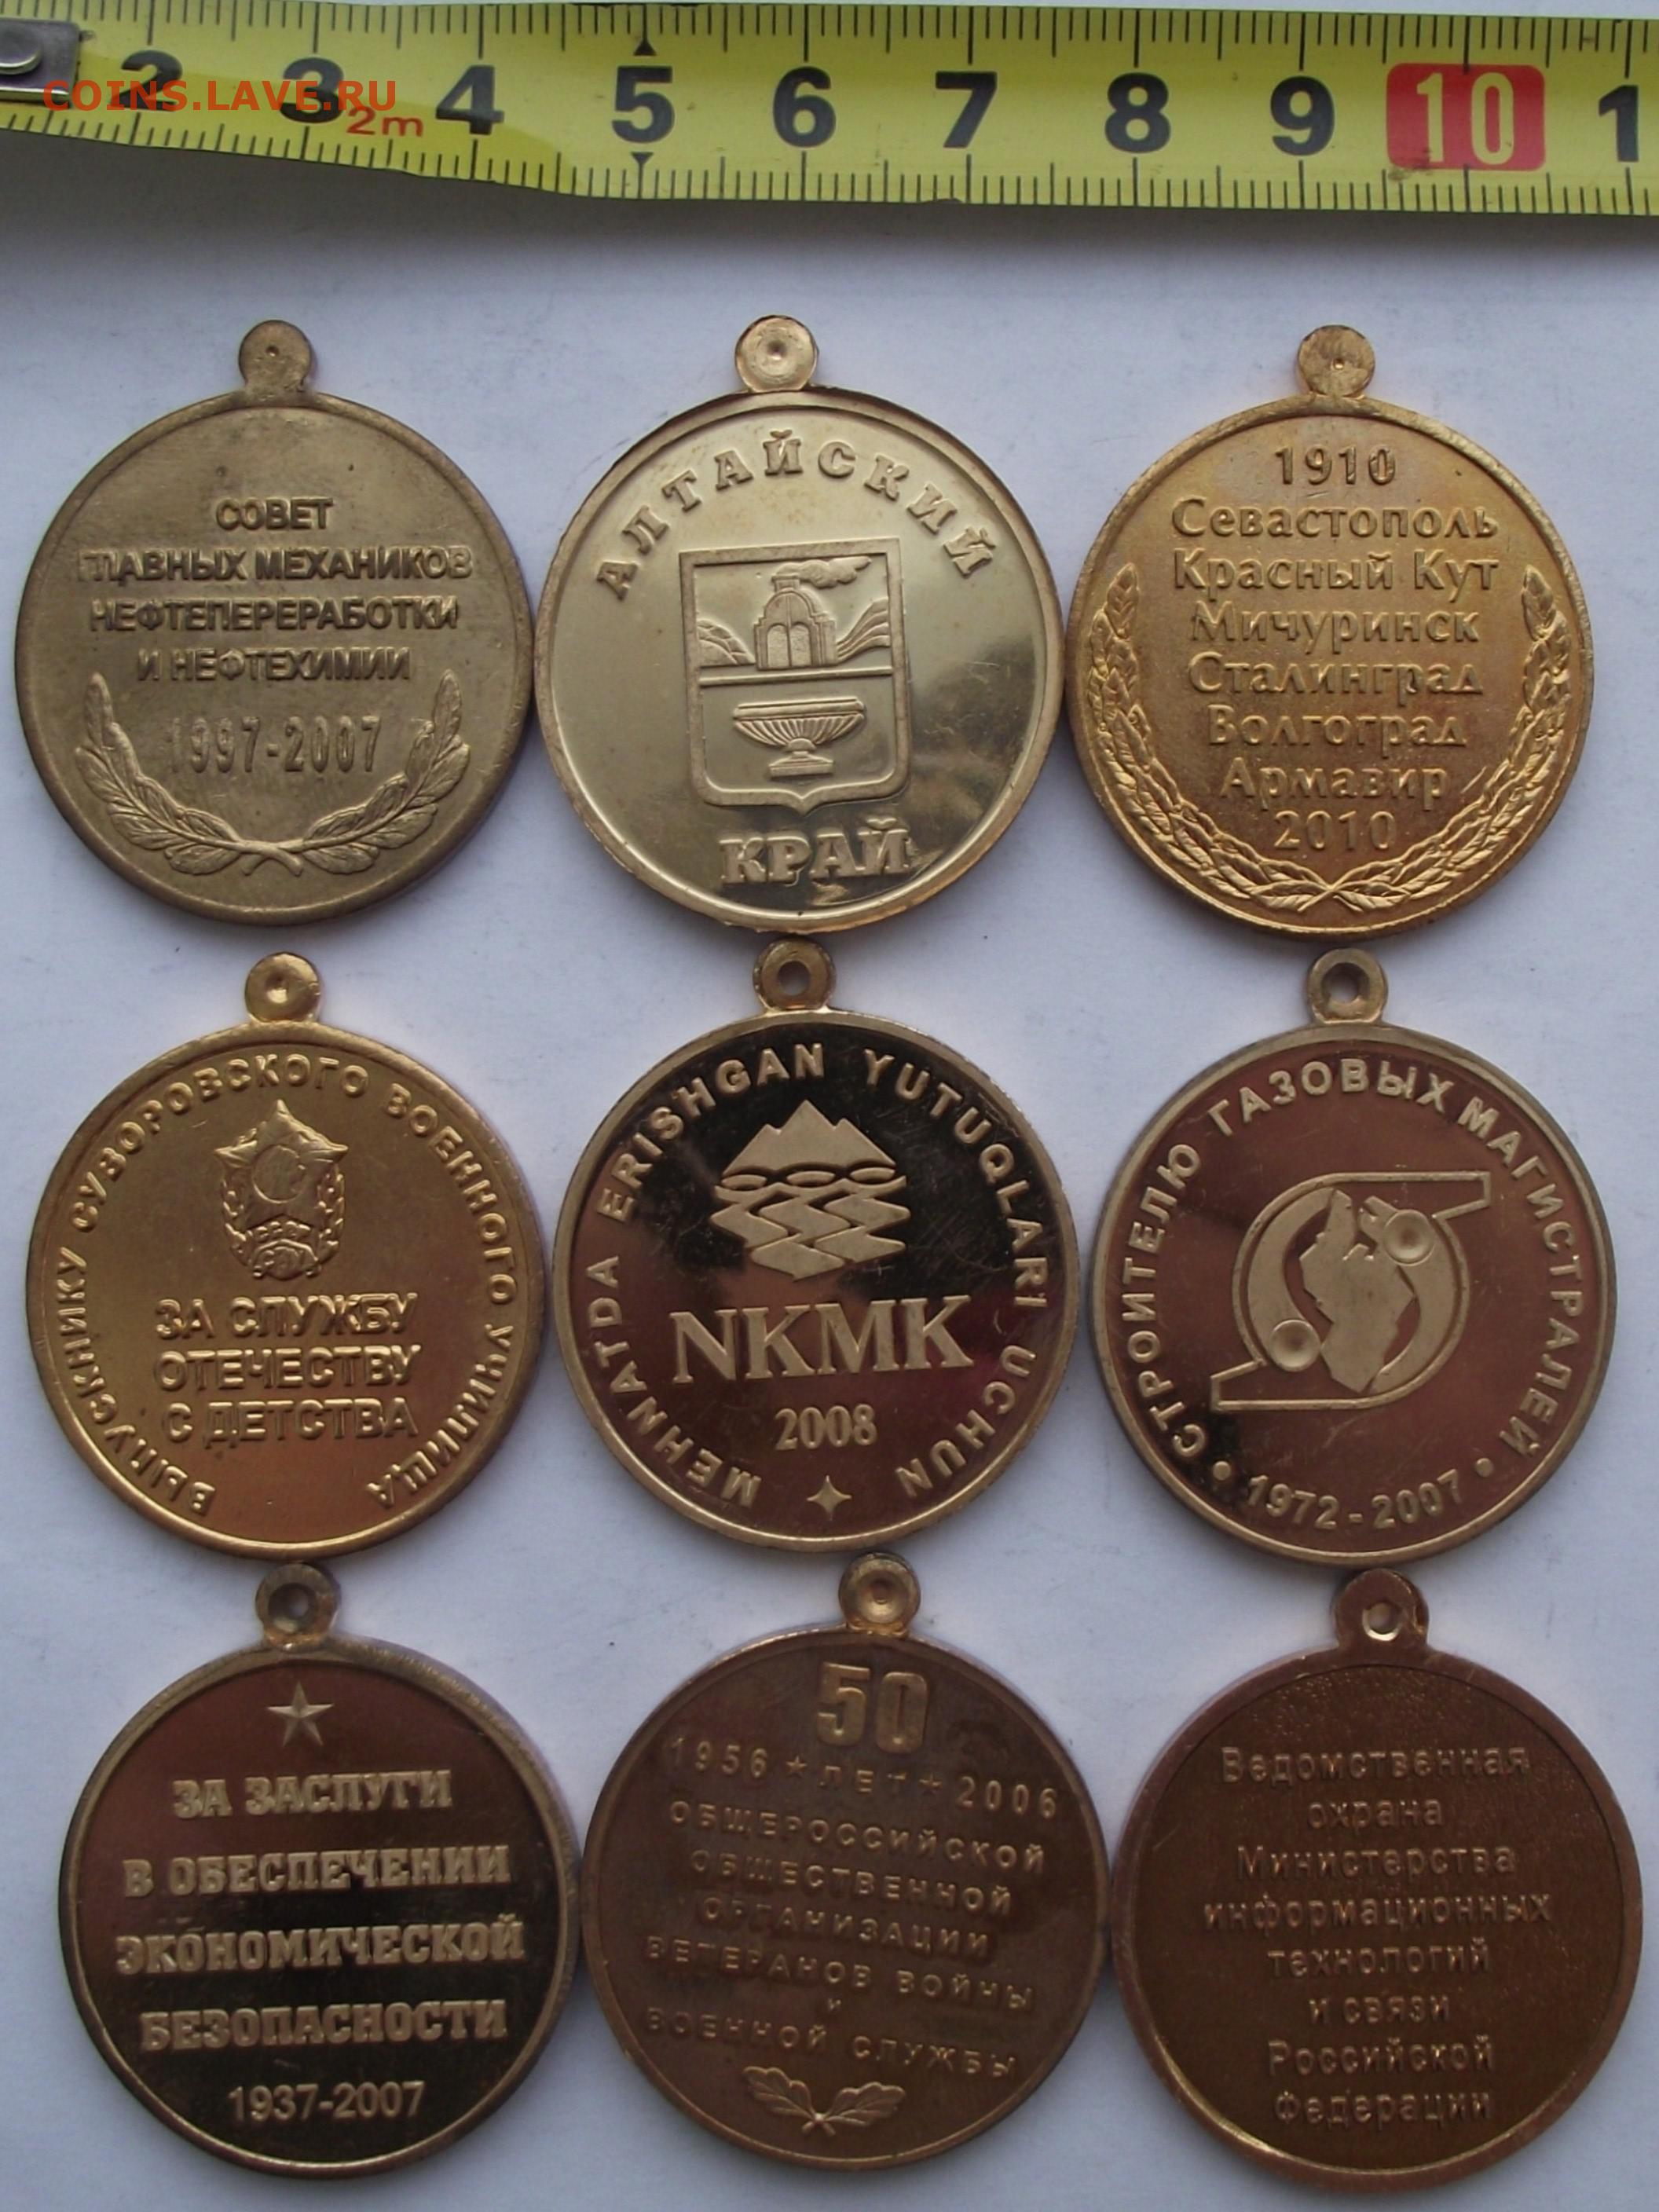 2 3 4 5 6 7 8 9 10 1
COINS.LAVE.RU
2m
СОВЕТ
ГЛАВНЫХ МЕХАНИКОВ
НЕФТЕПЕРЕРАБОТКИ
И НЕФТЕХИМИИ
1997-2007
АЛТАЙСКИЙ
КРАЙ
1910
Севастополь
Красный Кут
Мичуринск
Сталинград
Волгоград
Армавир
2010
ВЫПУСКНИКУ СУВОРОВСКОГО ВОЕННОГО УЧИЛИЩА
ЗА СЛУЖБУ
ОТЕЧЕСТВУ
С ДЕТСТВА
MEHNATDA ERISHGAN YUTUQLARI UCHUN
NKMK
2008
СТРОИТЕЛЮ ГАЗОВЫХ МАГИСТРАЛЕЙ
• 1972-2007 •
ЗА ЗАСЛУГИ
В ОБЕСПЕЧЕНИИ
ЭКОНОМИЧЕСКОЙ
БЕЗОПАСНОСТИ
1937-2007
50
1956 ★ ЛЕТ ★ 2006
ОБЩЕРОССИЙСКОЙ
ОБЩЕСТВЕННОЙ
ОРГАНИЗАЦИИ
ВЕТЕРАНОВ ВОЙНЫ
И
ВОЕННОЙ СЛУЖБЫ
Ведомственная
охрана
Министерства
информационных
технологий
и связи
Российской
Федерации